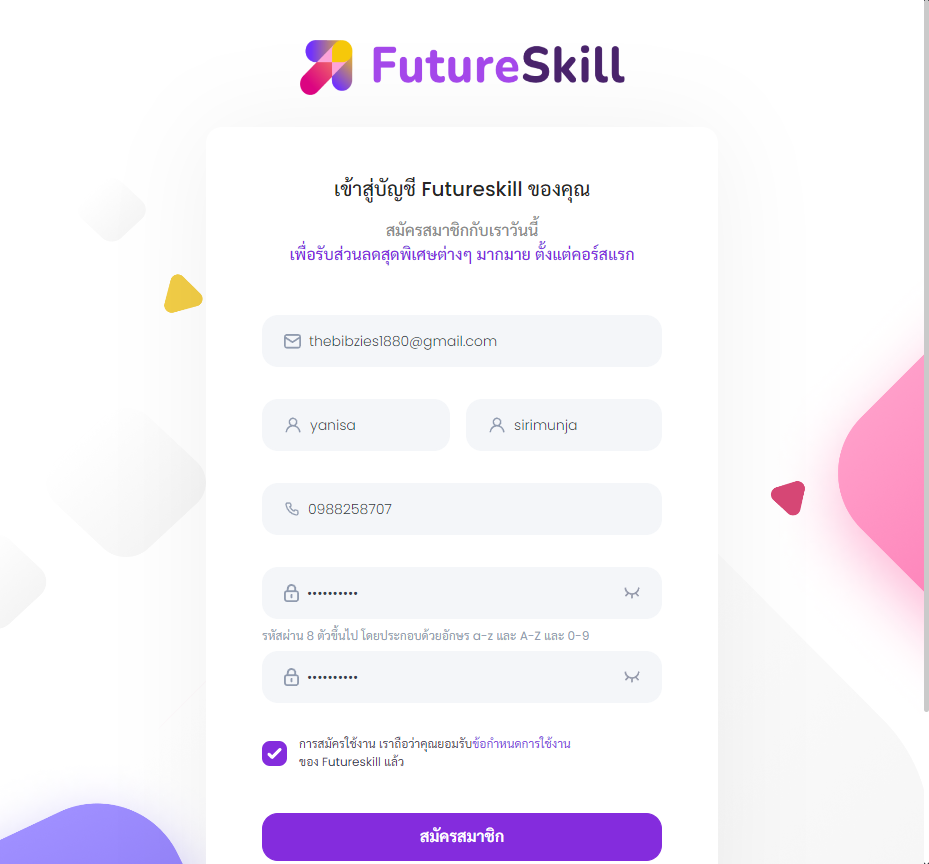 FutureSkill
เข้าสู่บัญชี Futureskill ของคุณ
สมัครสมาชิกกับเราวันนี้
เพื่อรับส่วนลดสุดพิเศษต่างๆ มากมาย ตั้งแต่คอร์สแรก
thebibzies1880@gmail.com
yanisa sirimunja
0988258707
••••••••••
รหัสผ่าน 8 ตัวขึ้นไป โดยประกอบด้วยอักษร a-z และ A-Z และ 0-9
••••••••••
การสมัครใช้งาน เราถือว่าคุณยอมรับข้อกำหนดการใช้งาน
ของ Futureskill แล้ว
สมัครสมาชิก